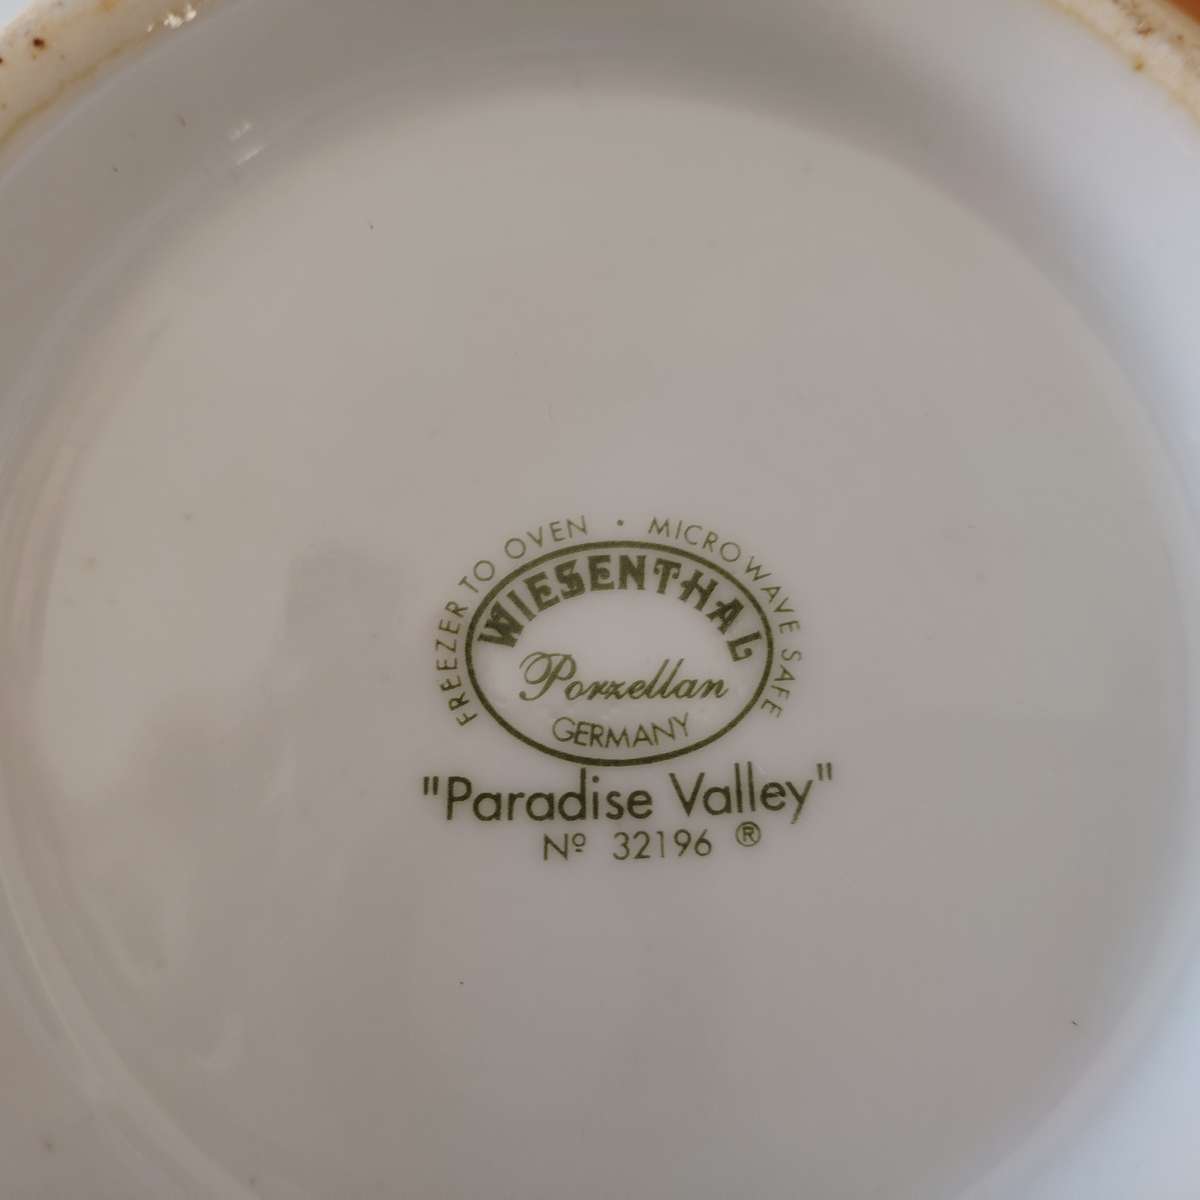 FREEZER TO OVEN • MICROWAVE SAFE
WIESENTHAL
Porzellan
GERMANY
"Paradise Valley"
Nº 32196 ®